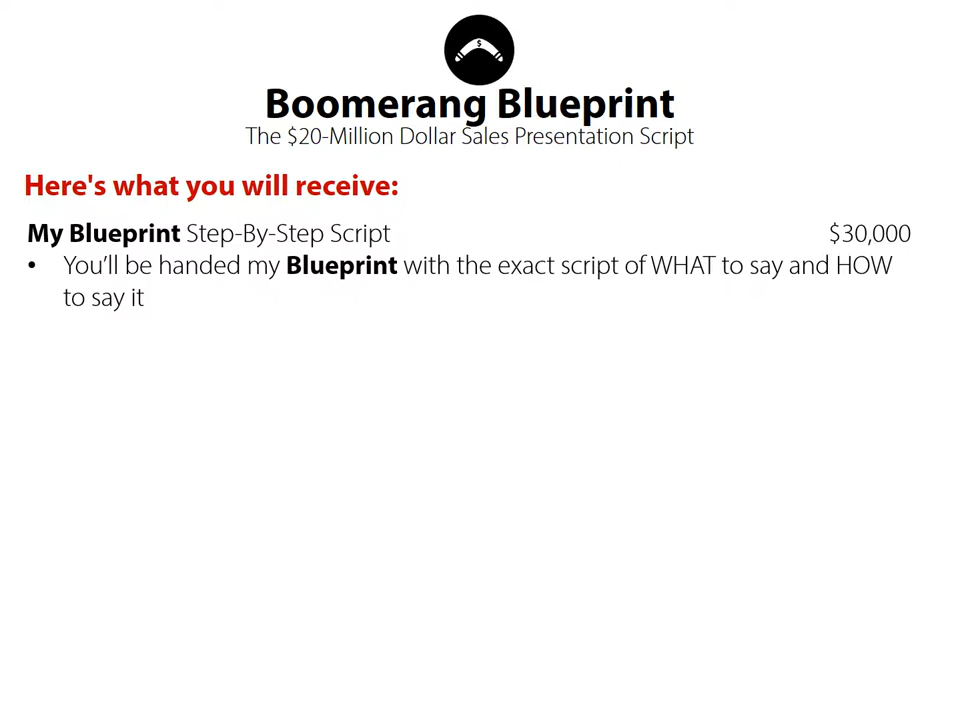 $
Boomerang Blueprint
The $20-Million Dollar Sales Presentation Script
Here's what you will receive:
My Blueprint Step-By-Step Script $30,000
• You’ll be handed my Blueprint with the exact script of WHAT to say and HOW
to say it